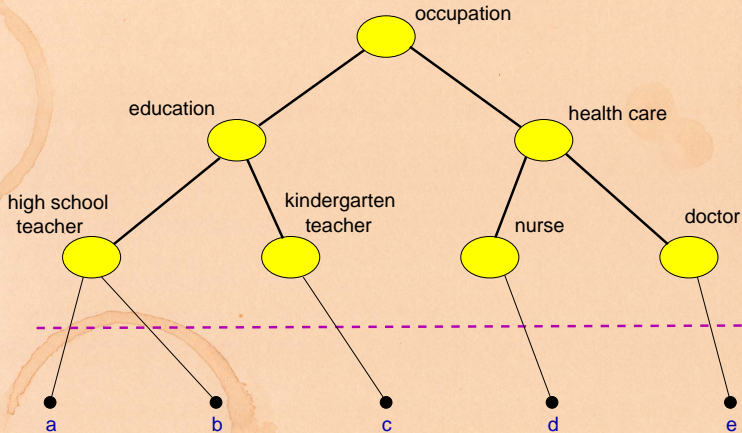 occupation
education
health care
high school
teacher
kindergarten
teacher
nurse
doctor
a
b
c
d
e